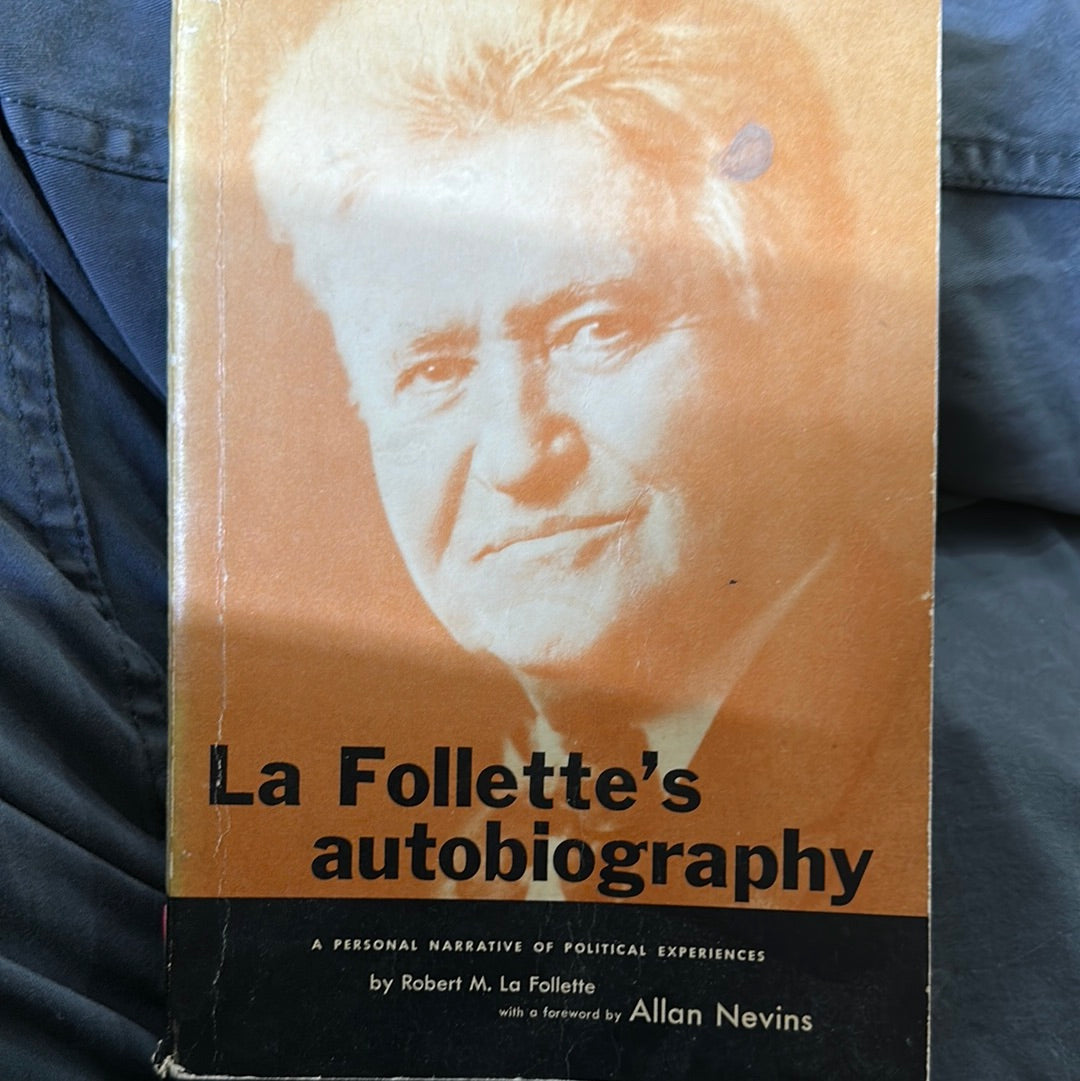 La Follette's
autobiography
A PERSONAL NARRATIVE OF POLITICAL EXPERIENCES
by Robert M. La Follette
with a foreword by Allan Nevins